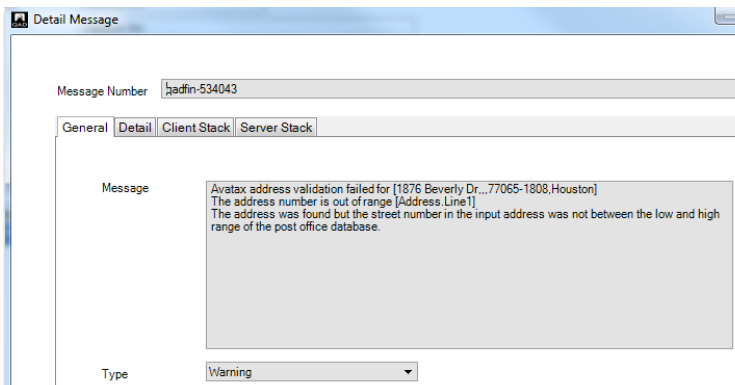 QAD Detail Message
Message Number qadfin-534043
General Detail Client Stack Server Stack
Message
Avatax address validation failed for [1876 Beverly Dr,,,77065-1808,Houston]
The address number is out of range [Address.Line1]
The address was found but the street number in the input address was not between the low and high
range of the post office database.
Type Warning